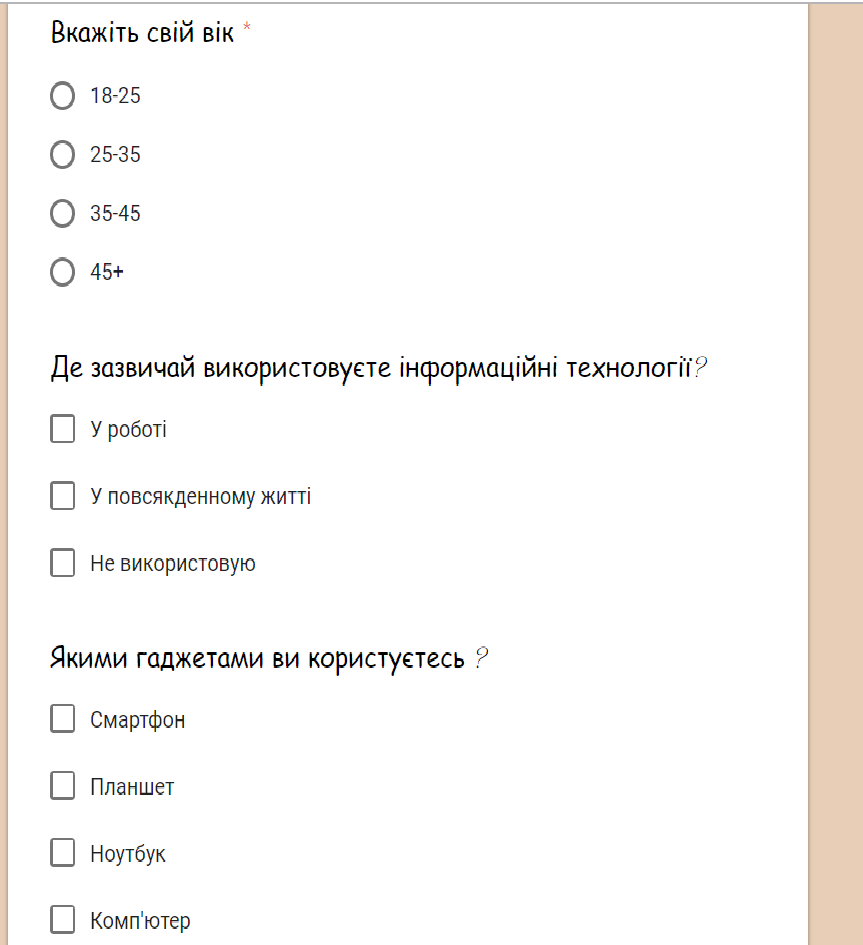 Вкажіть свій вік *
18-25
25-35
35-45
45+
Де зазвичай використовуєте інформаційні технології?
У роботі
У повсякденному житті
Не використовую
Якими гаджетами ви користуєтесь ?
Смартфон
Планшет
Ноутбук
Комп'ютер